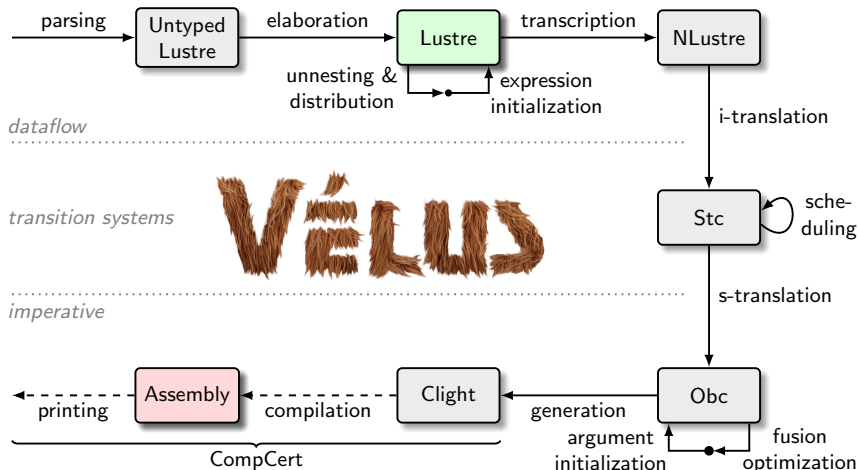 parsing
Untyped
Lustre
elaboration
Lustre
transcription
NLustre
unnesting &
distribution
expression
initialization
dataflow
i-translation
transition systems
VÉLUS
Stc
sche-
duling
imperative
s-translation
printing
Assembly
compilation
Clight
generation
Obc
CompCert
argument
initialization
fusion
optimization